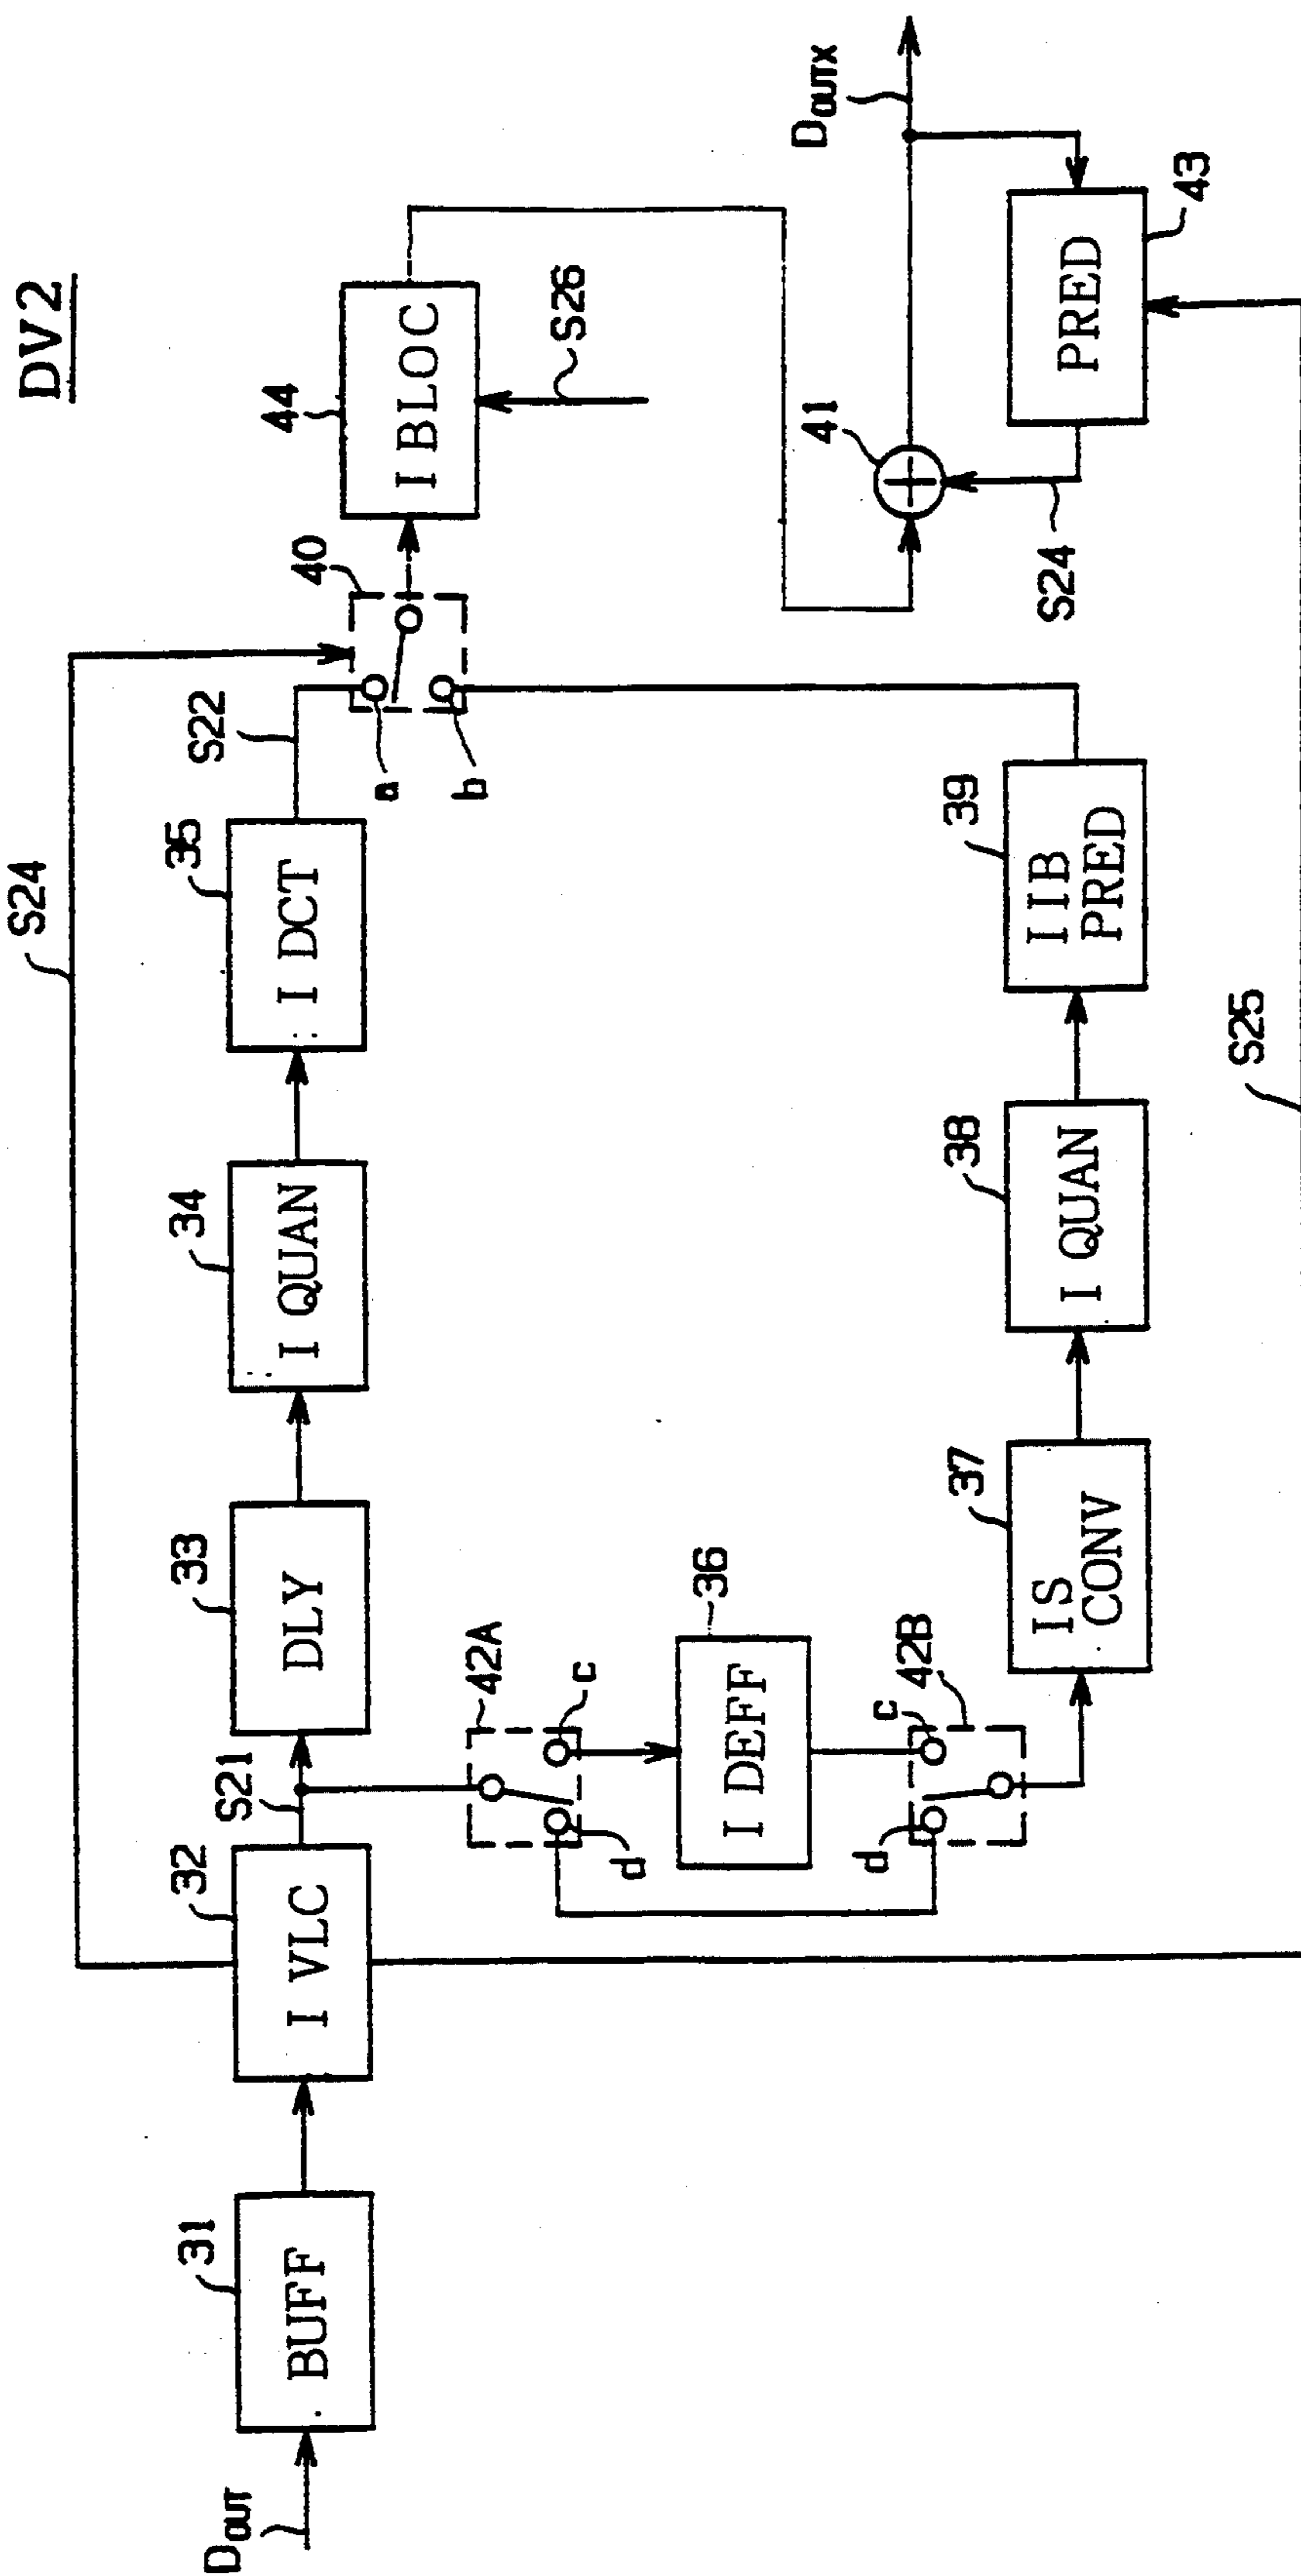 DV2
S24
DOUT
31
BUFF
32
I VLC
S21
33
DLY
34
I QUAN
35
I DCT
S22
40
a
b
44
I BLOC
S26
42A
c
d
36
I DEFF
42B
c
d
37
IS
CONV
38
I QUAN
39
IIB
PRED
41
S24
DOUTX
PRED
43
S25